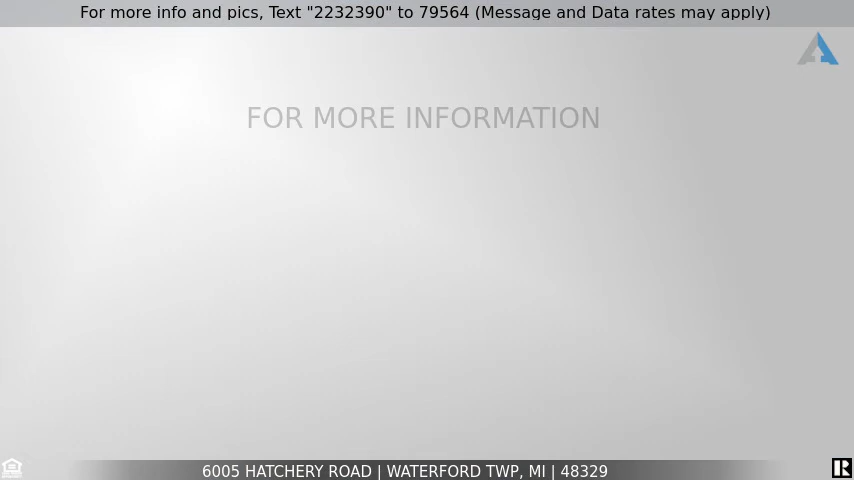 For more info and pics, Text "2232390" to 79564 (Message and Data rates may apply)
FOR MORE INFORMATION
6005 HATCHERY ROAD | WATERFORD TWP, MI | 48329